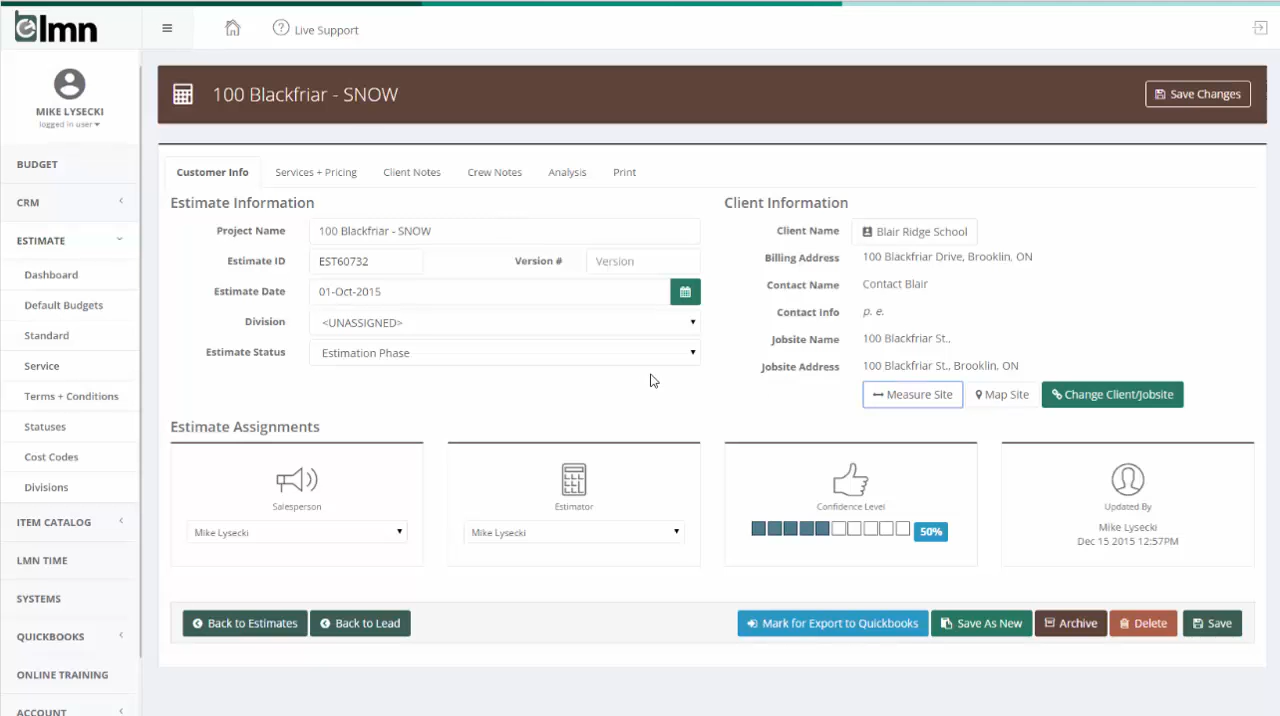 lmn
Live Support
MIKE LYSECKI
logged in user
BUDGET
CRM
ESTIMATE
Dashboard
Default Budgets
Standard
Service
Terms + Conditions
Statuses
Cost Codes
Divisions
ITEM CATALOG
LMN TIME
SYSTEMS
QUICKBOOKS
ONLINE TRAINING
ACCOUNT
100 Blackfriar - SNOW
Save Changes
Customer Info Services + Pricing Client Notes Crew Notes Analysis Print
Estimate Information
Project Name 100 Blackfriar - SNOW
Estimate ID EST60732 Version # Version
Estimate Date 01-Oct-2015
Division <UNASSIGNED>
Estimate Status Estimation Phase
Client Information
Client Name Blair Ridge School
Billing Address 100 Blackfriar Drive, Brooklin, ON
Contact Name Contact Blair
Contact Info p. e.
Jobsite Name 100 Blackfriar St.,
Jobsite Address 100 Blackfriar St., Brooklin, ON
Measure Site Map Site Change Client/Jobsite
Estimate Assignments
Salesperson
Mike Lysecki
Estimator
Mike Lysecki
Confidence Level
50%
Updated By
Mike Lysecki
Dec 15 2015 12:57PM
Back to Estimates Back to Lead Mark for Export to Quickbooks Save As New Archive Delete Save